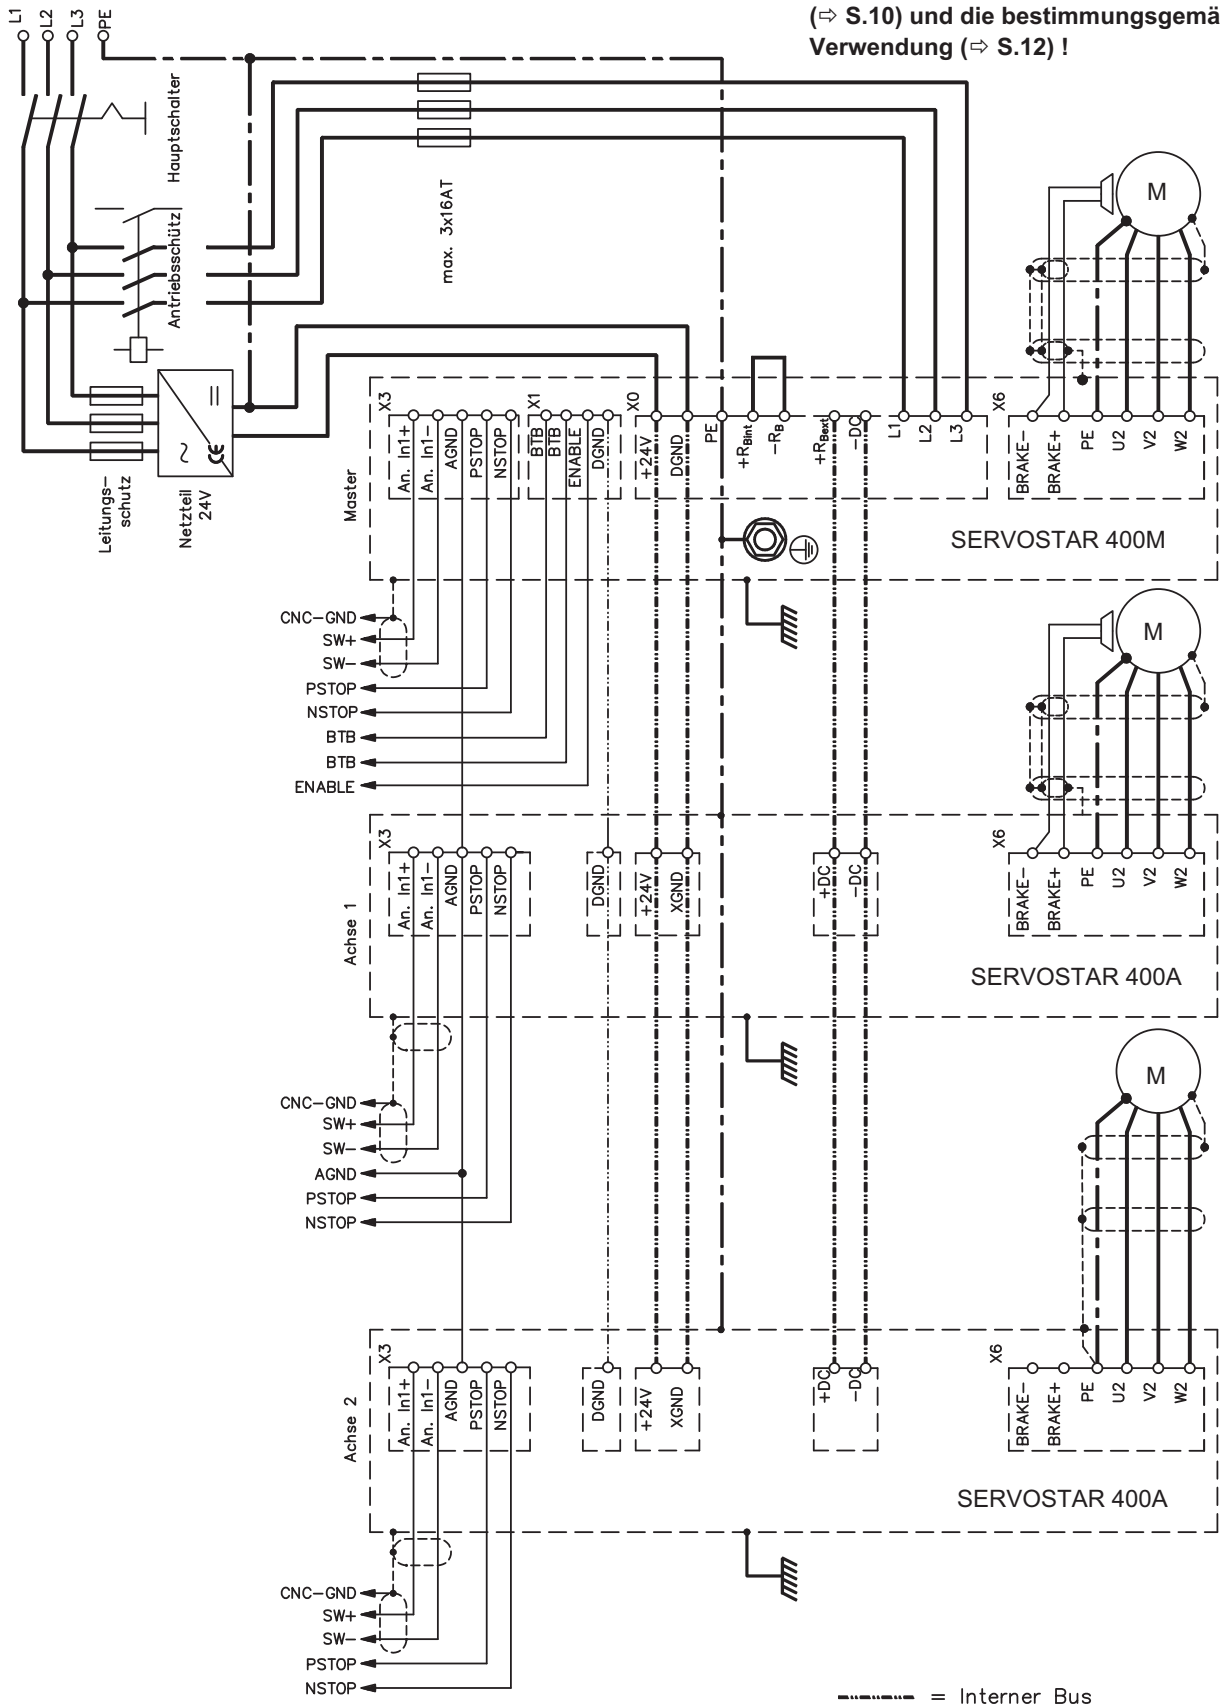 (⇨ S.10) und die bestimmungsgemä
Verwendung (⇨ S.12) !
L1
L2
L3
PE
Hauptschalter
Antriebsschütz
max. 3x16AT
Leitungs-
schutz
Netzteil
24V
M
Master
X3
An. In1+
An. In1-
AGND
PSTOP
NSTOP
X1
BTB
BTB
ENABLE
DGND
X0
+24V
DGND
PE
+RBint
-RB
+RBext
-DC
L1
L2
L3
X6
BRAKE-
BRAKE+
PE
U2
V2
W2
SERVOSTAR 400M
CNC-GND
SW+
SW-
PSTOP
NSTOP
BTB
BTB
ENABLE
M
Achse 1
X3
An. In1+
An. In1-
AGND
PSTOP
NSTOP
DGND
+24V
XGND
+DC
-DC
X6
BRAKE-
BRAKE+
PE
U2
V2
W2
SERVOSTAR 400A
CNC-GND
SW+
SW-
AGND
PSTOP
NSTOP
M
Achse 2
X3
An. In1+
An. In1-
AGND
PSTOP
NSTOP
DGND
+24V
XGND
+DC
-DC
X6
BRAKE-
BRAKE+
PE
U2
V2
W2
SERVOSTAR 400A
CNC-GND
SW+
SW-
PSTOP
NSTOP
= Interner Bus